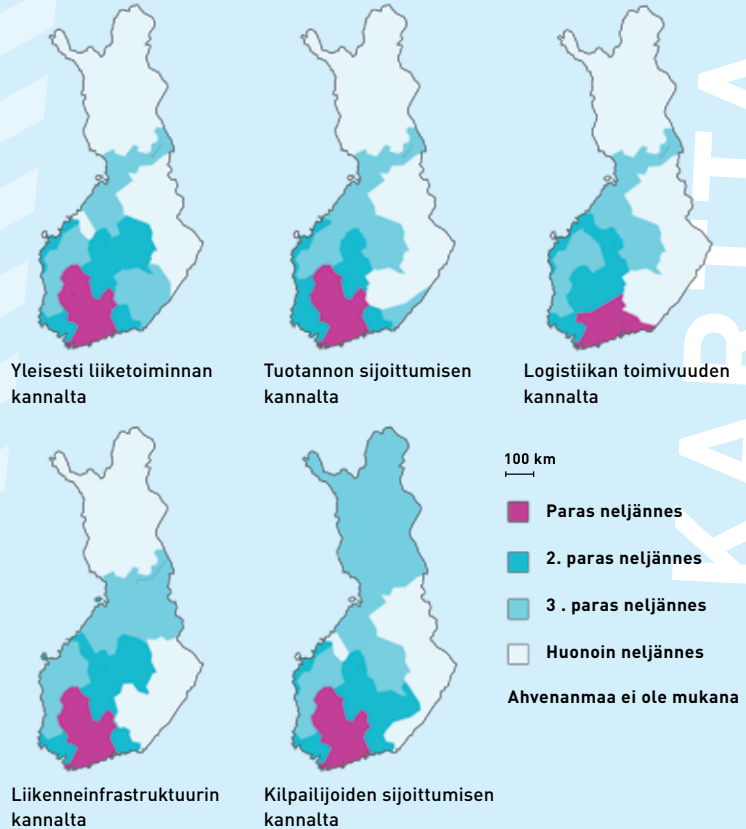 Yleisesti liiketoiminnan
kannalta
Tuotannon sijoittumisen
kannalta
Logistiikan toimivuuden
kannalta
Liikenneinfrastruktuurin
kannalta
Kilpailijoiden sijoittumisen
kannalta
100 km
Paras neljännes
2. paras neljännes
3 . paras neljännes
Huonoin neljännes
Ahvenanmaa ei ole mukana
KARTTA